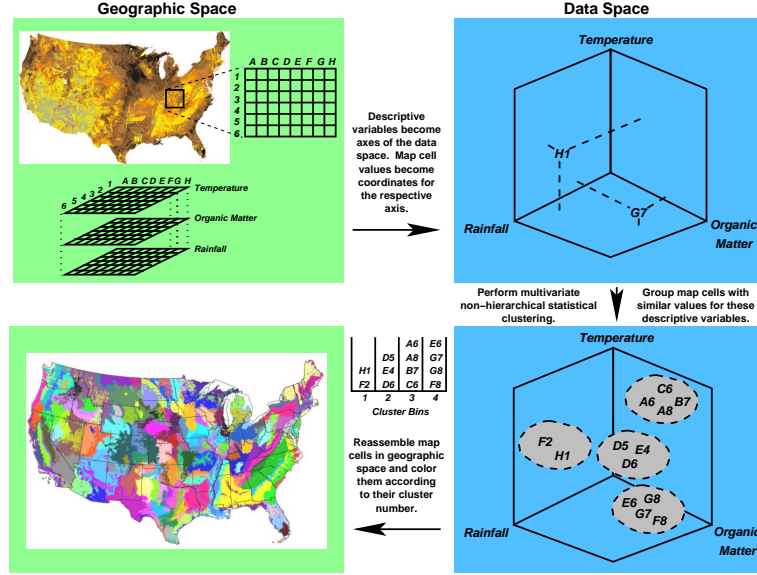 Geographic Space
Data Space
A B C D E F G H
1
2
3
4
5
6
6 5 4 3 2 1 A B C D E F G H
Temperature
Organic Matter
Rainfall
Descriptive
variables become
axes of the data
space. Map cell
values become
coordinates for
the respective
axis.
Temperature
H1
G7
Rainfall
Organic
Matter
Perform multivariate
non–hierarchical statistical
clustering.
Group map cells with
similar values for these
descriptive variables.
A6 E6
D5 A8 G7
H1 E4 B7 G8
F2 D6 C6 F8
1 2 3 4
Cluster Bins
Reassemble map
cells in geographic
space and color
them according
to their cluster
number.
Temperature
C6
A6 B7
A8
F2
H1
D5 E4
D6
E6 G8
G7
F8
Rainfall
Organic
Matter